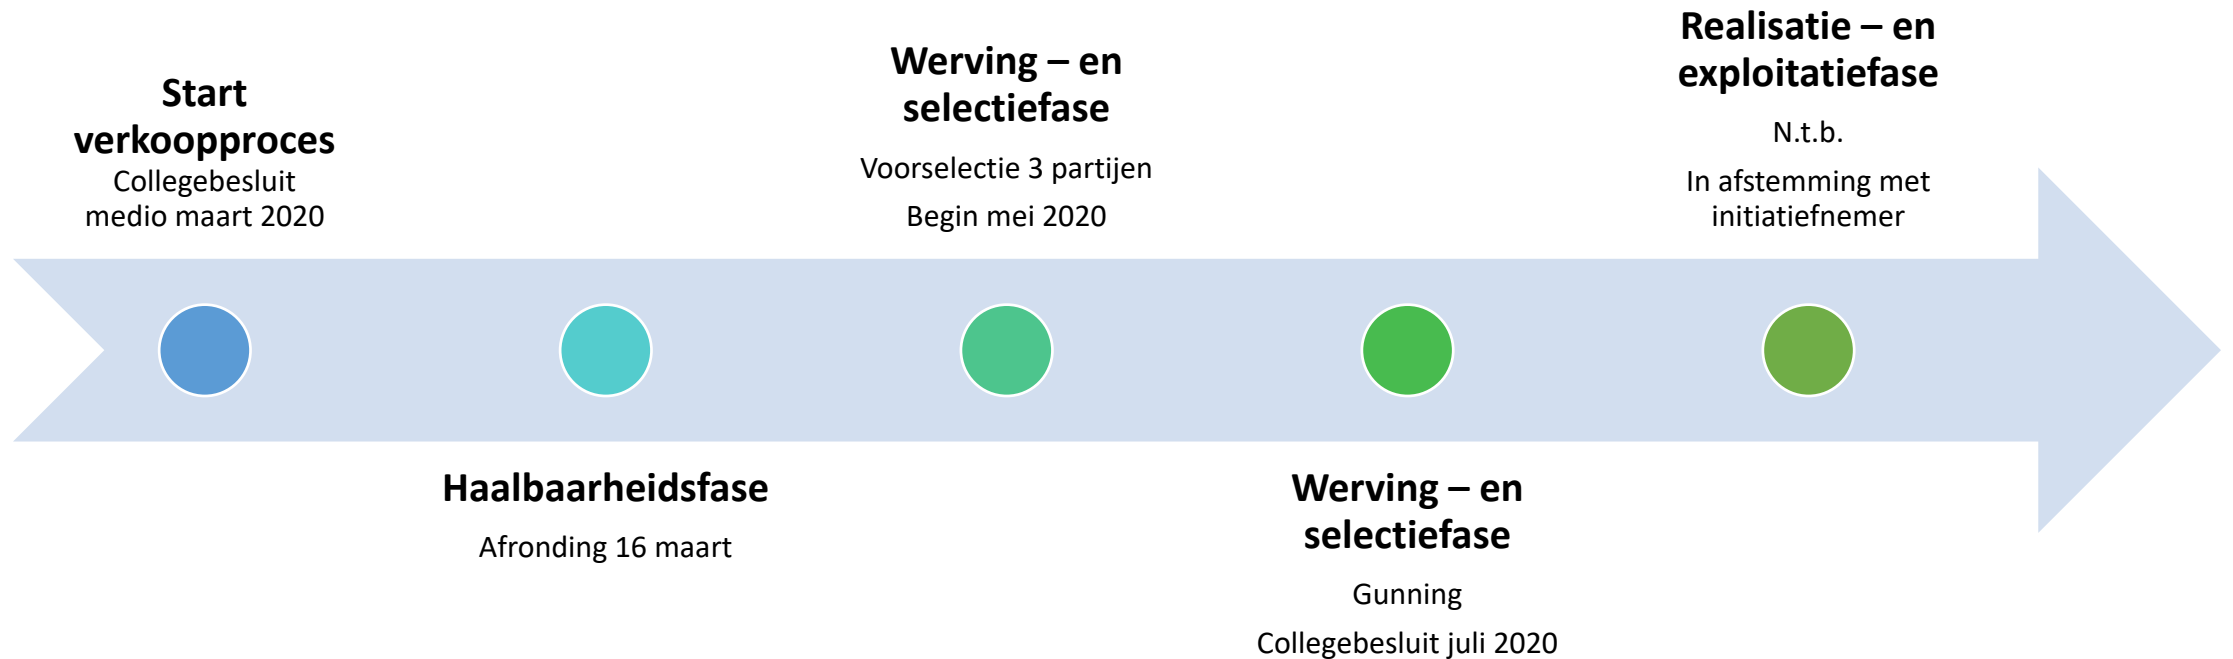 Start
verkoopproces
Collegebesluit
medio maart 2020
Haalbaarheidsfase
Afronding 16 maart
Werving – en
selectiefase
Voorselectie 3 partijen
Begin mei 2020
Werving – en
selectiefase
Gunning
Collegebesluit juli 2020
Realisatie – en
exploitatiefase
N.t.b.
In afstemming met
initiatiefnemer